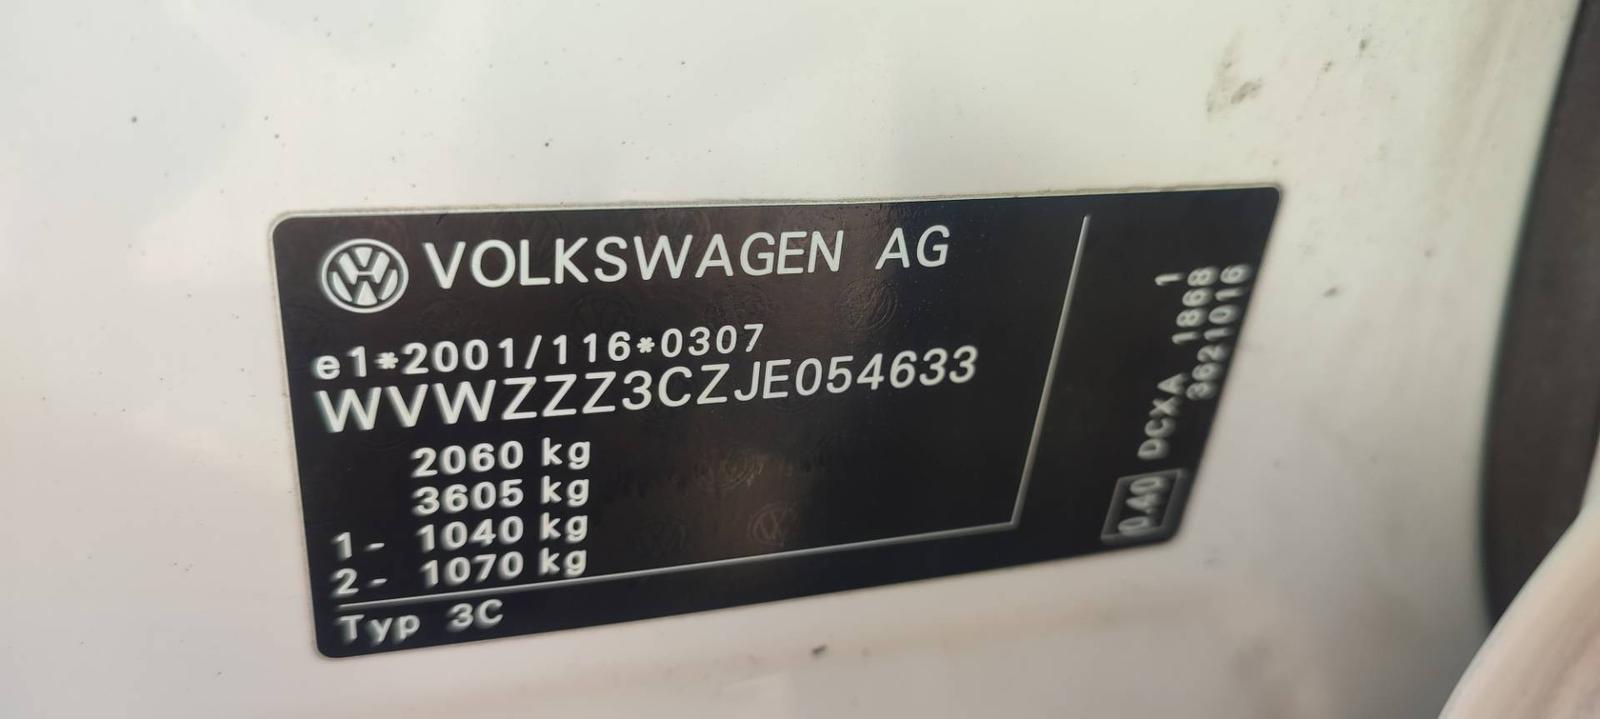 VOLKSWAGEN AG
e1*2001/116*0307
WVWZZZ3CZJE054633
2060 kg
3605 kg
1- 1040 kg
2- 1070 kg
Typ 3C
1
DCXA 1868
3621016
0.40